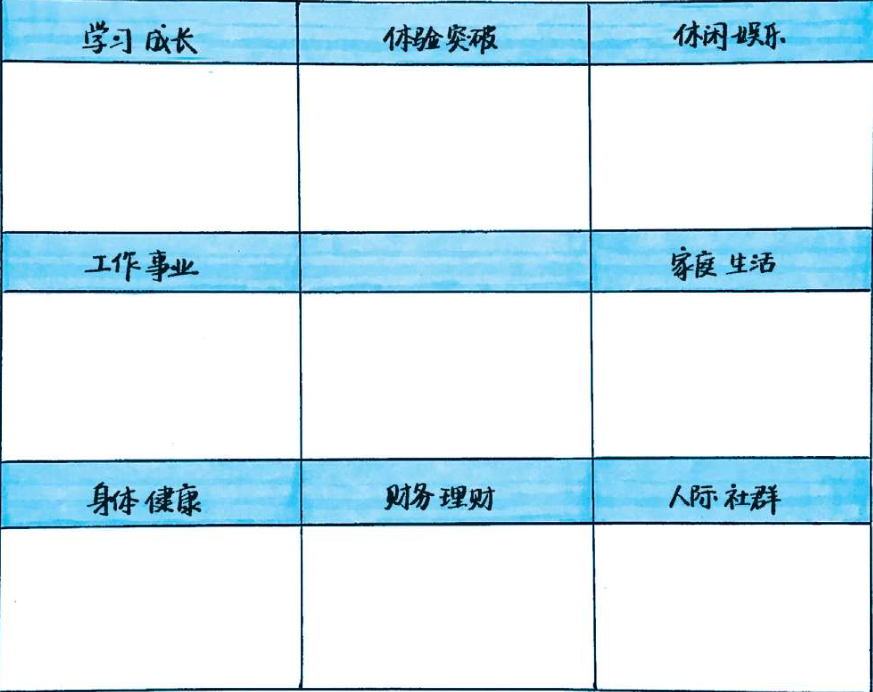 学习成长
体验突破
休闲娱乐
工作事业
家庭生活
身体健康
财务理财
人际社群